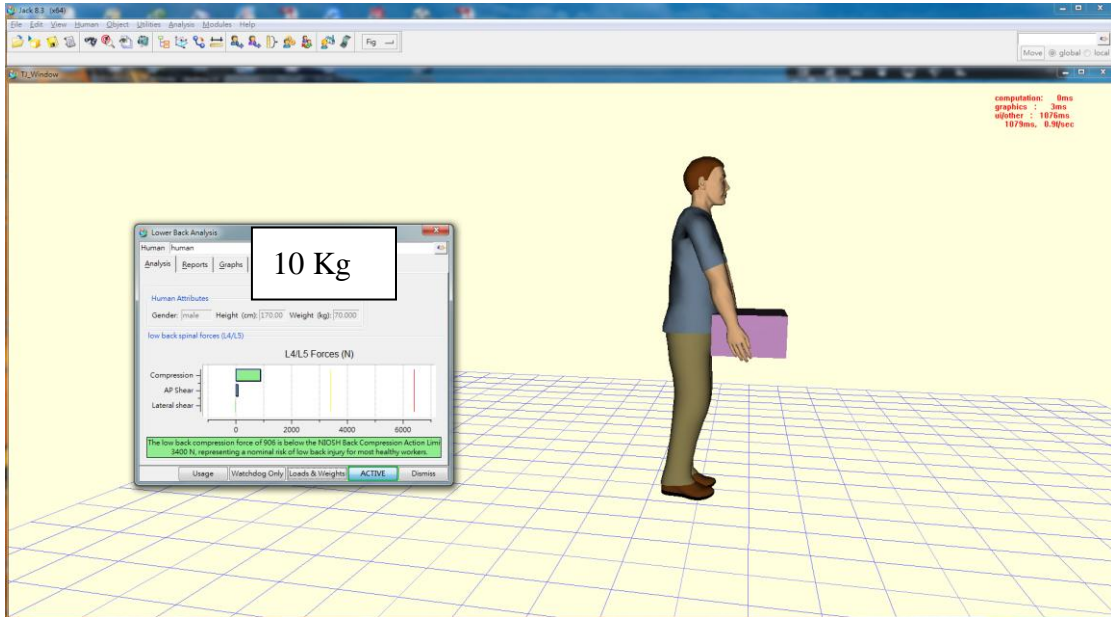 Jack 8.3 (x64)
File Edit View Human Object Utilities Analysis Modules Help
Fig
Move global local
TJ_Window
computation: 0ms
graphics : 3ms
ui/other : 1076ms
1079ms, 0.9f/sec
Lower Back Analysis
Human human
Analysis Reports Graphs
10 Kg
Human Attributes
Gender: male Height (cm): 170.00 Weight (kg): 70.000
low back spinal forces (L4/L5)
L4/L5 Forces (N)
Compression
AP Shear
Lateral shear
0 2000 4000 6000
The low back compression force of 906 is below the NIOSH Back Compression Action Limi
3400 N, representing a nominal risk of low back injury for most healthy workers.
Usage Watchdog Only Loads & Weights ACTIVE Dismiss